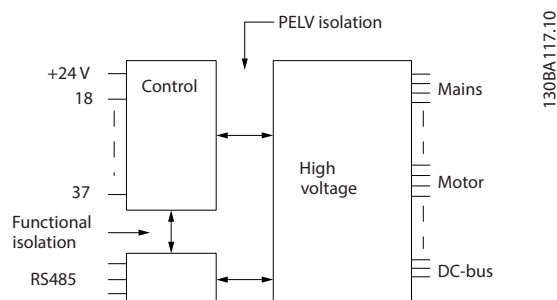 PELV isolation
+24 V
18
37
Control
High
voltage
Mains
Motor
DC-bus
Functional
isolation
RS485
130BA117.10